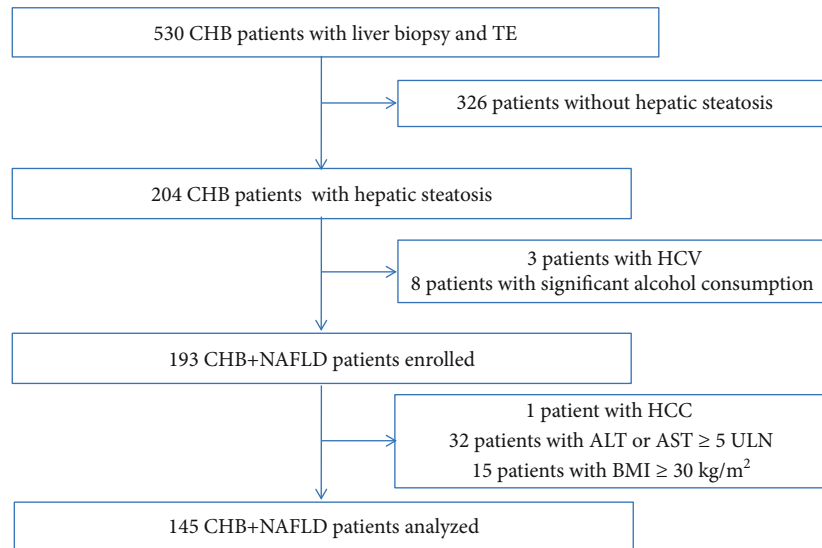 530 CHB patients with liver biopsy and TE
326 patients without hepatic steatosis
204 CHB patients with hepatic steatosis
3 patients with HCV
8 patients with significant alcohol consumption
193 CHB+NAFLD patients enrolled
1 patient with HCC
32 patients with ALT or AST ≥ 5 ULN
15 patients with BMI ≥ 30 kg/m²
145 CHB+NAFLD patients analyzed